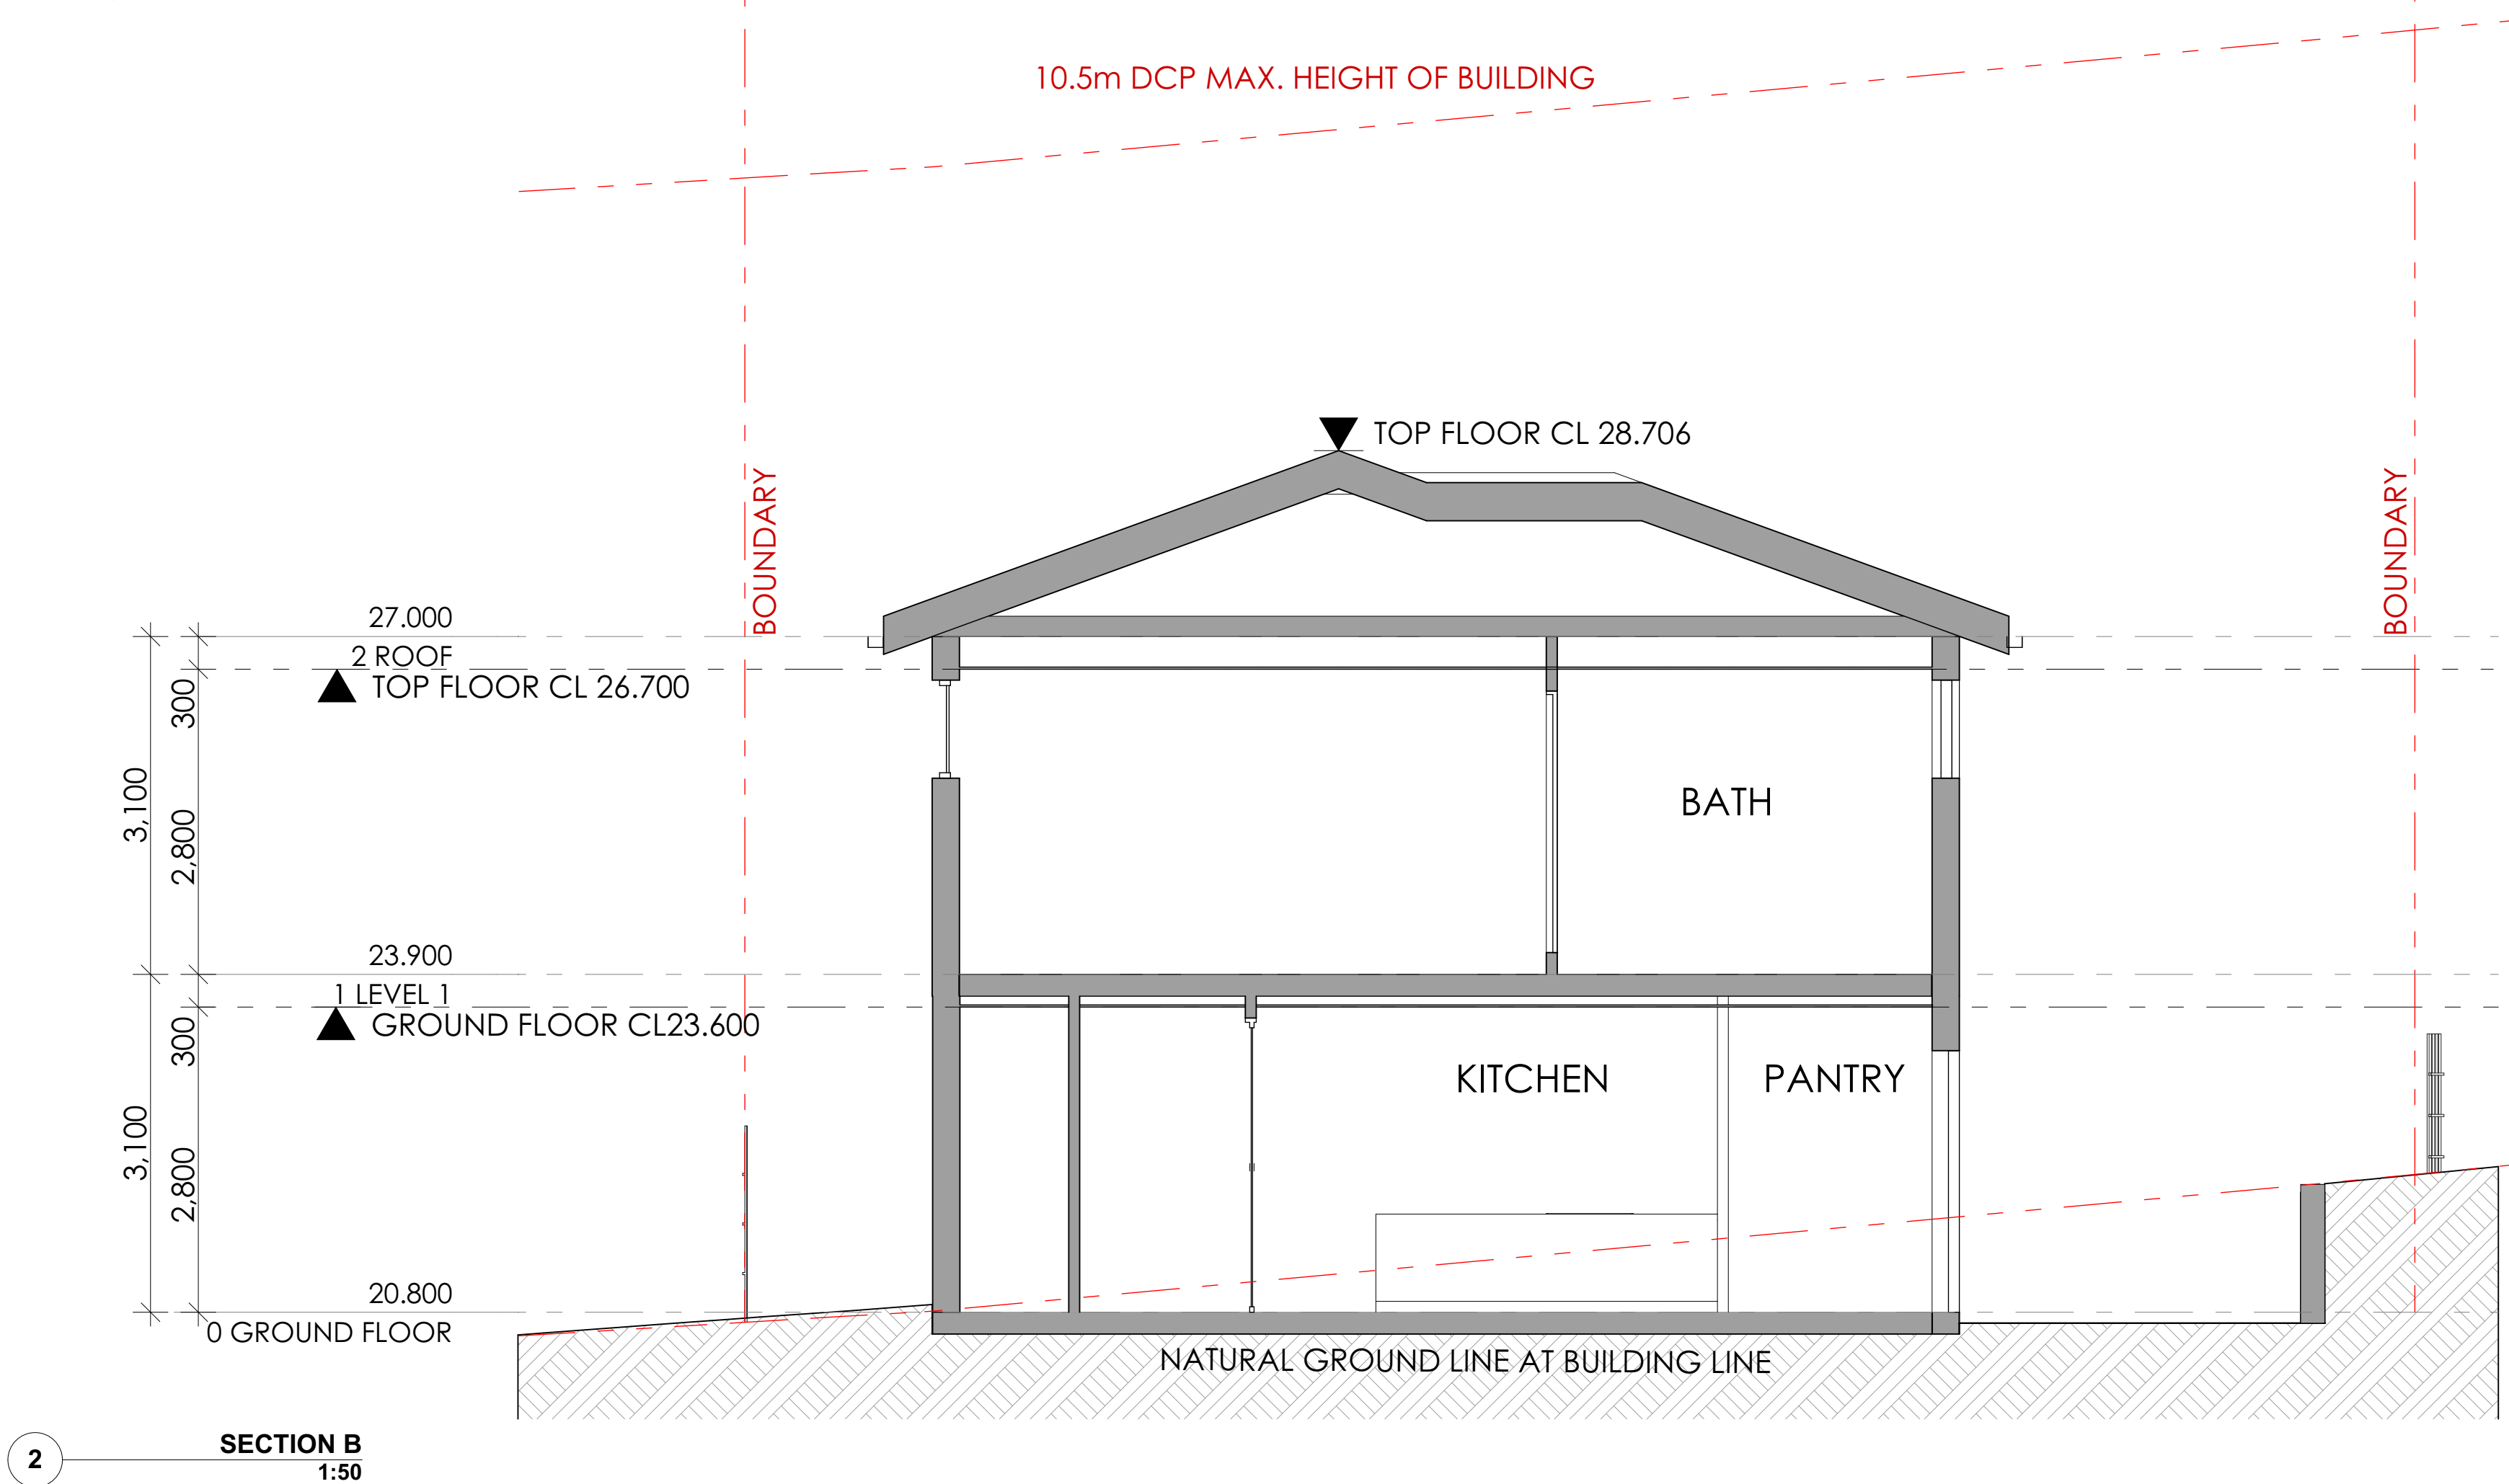 10.5m DCP MAX. HEIGHT OF BUILDING
TOP FLOOR CL 28.706
BOUNDARY
BOUNDARY
27.000
2 ROOF
TOP FLOOR CL 26.700
300
3,100
2,800
BATH
23.900
1 LEVEL 1
GROUND FLOOR CL23.600
300
KITCHEN
PANTRY
3,100
2,800
20.800
0 GROUND FLOOR
NATURAL GROUND LINE AT BUILDING LINE
2
SECTION B
1:50